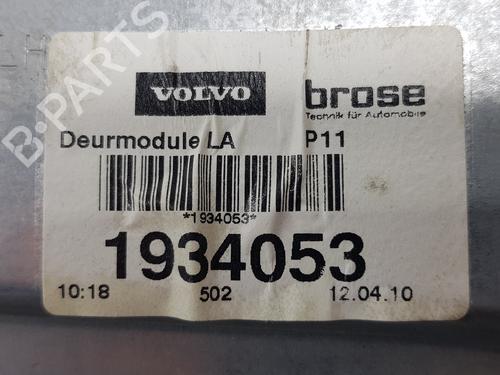 VOLVO brose
Technik für Automobile
Deurmodule LA P11
*1934053*
1934053
10:18 502 12.04.10
B-PARTS